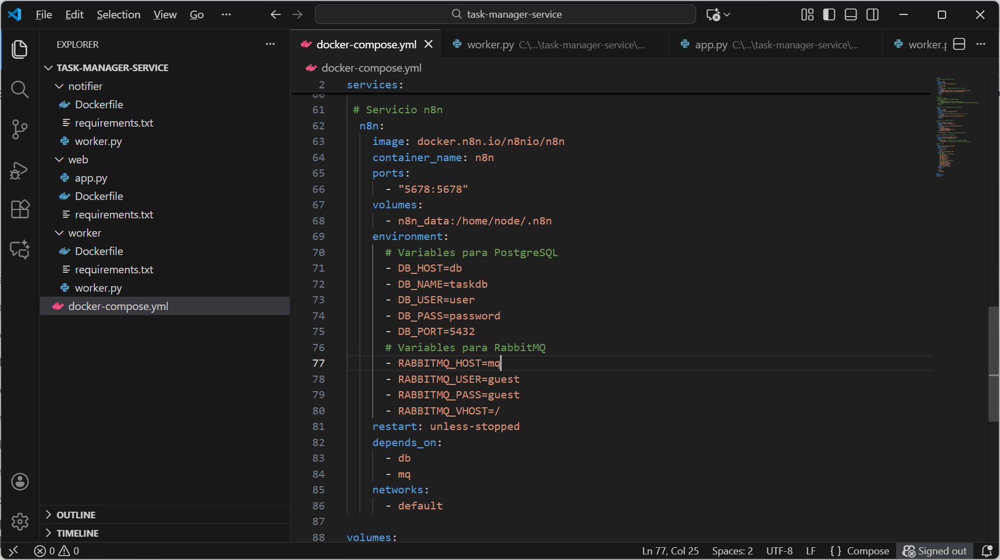 File Edit Selection View Go
task-manager-service
EXPLORER
TASK-MANAGER-SERVICE
notifier
Dockerfile
requirements.txt
worker.py
web
app.py
Dockerfile
requirements.txt
worker
Dockerfile
requirements.txt
worker.py
docker-compose.yml
OUTLINE
TIMELINE
docker-compose.yml
worker.py C:\...\task-manager-service\...
app.py C:\...\task-manager-service\...
docker-compose.yml
2 services:
61 # Servicio n8n
62 n8n:
63 image: docker.n8n.io/n8nio/n8n
64 container_name: n8n
65 ports:
66 - "5678:5678"
67 volumes:
68 - n8n_data:/home/node/.n8n
69 environment:
70 # Variables para PostgreSQL
71 - DB_HOST=db
72 - DB_NAME=taskdb
73 - DB_USER=user
74 - DB_PASS=password
75 - DB_PORT=5432
76 # Variables para RabbitMQ
77 - RABBITMQ_HOST=mq
78 - RABBITMQ_USER=guest
79 - RABBITMQ_PASS=guest
80 - RABBITMQ_VHOST=/
81 restart: unless-stopped
82 depends_on:
83 - db
84 - mq
85 networks:
86 - default
87
88 volumes:
0 0
Ln 77, Col 25 Spaces: 2 UTF-8 LF { } Compose Signed out